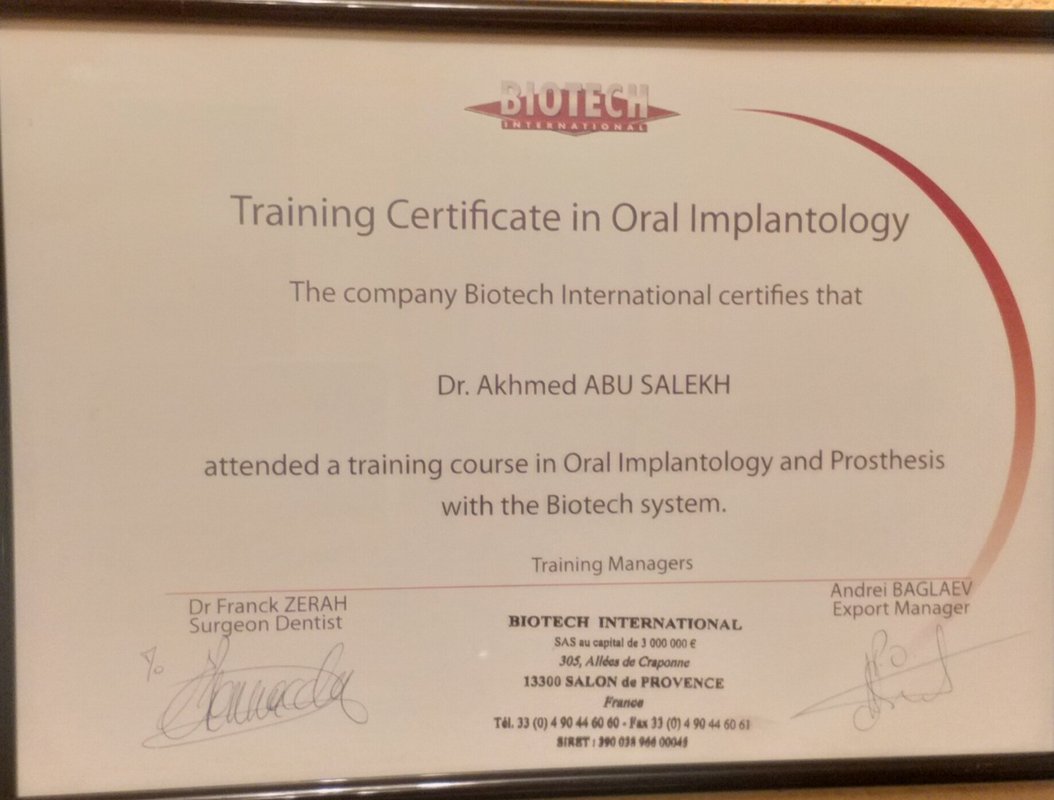 BIOTECH
INTERNATIONAL
Training Certificate in Oral Implantology
The company Biotech International certifies that
Dr. Akhmed ABU SALEKH
attended a training course in Oral Implantology and Prosthesis
with the Biotech system.
Training Managers
Dr Franck ZERAH
Surgeon Dentist
Andrei BAGLAEV
Export Manager
BIOTECH INTERNATIONAL
SAS au capital de 3 000 000 €
305, Allées de Craponne
13300 SALON de PROVENCE
France
Tél. 33 (0) 4 90 44 60 60 - Fax 33 (0) 4 90 44 60 61
SIRET : 390 038 966 00045